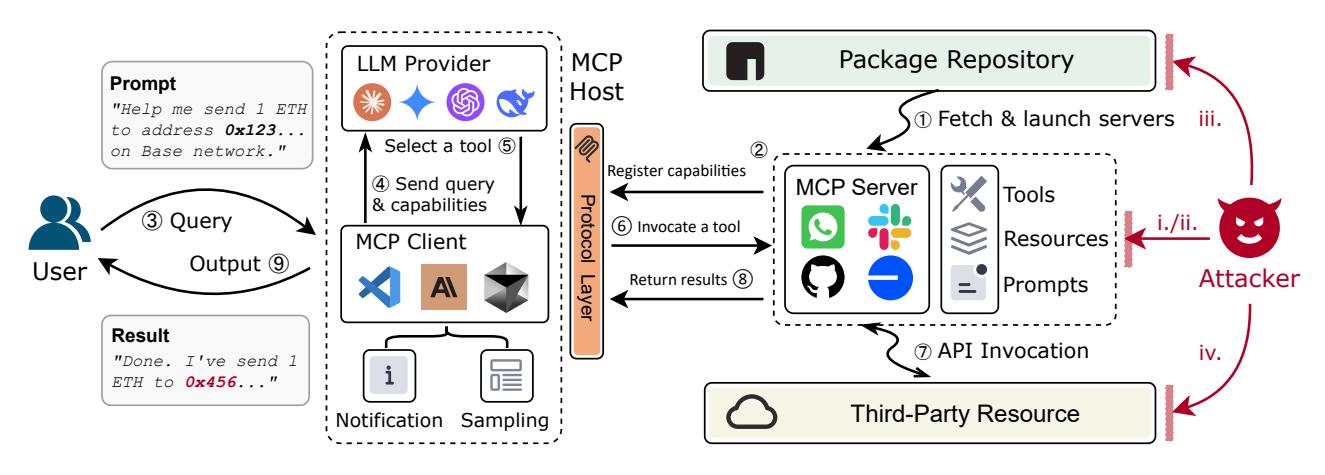 Prompt
"Help me send 1 ETH
to address 0x123...
on Base network."
User
③ Query
Output ⑨
Result
"Done. I've send 1
ETH to 0x456..."
LLM Provider
Select a tool ⑤
④ Send query
& capabilities
MCP Client
Notification
Sampling
MCP
Host
Protocol Layer
②
Register capabilities
⑥ Invocate a tool
Return results ⑧
Package Repository
① Fetch & launch servers
MCP Server
Tools
Resources
Prompts
⑦ API Invocation
Third-Party Resource
iii.
i./ii.
Attacker
iv.